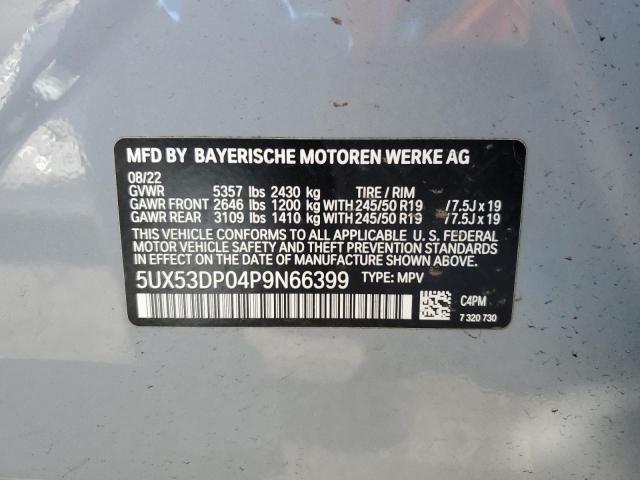 MFD BY BAYERISCHE MOTOREN WERKE AG
08/22
GVWR 5357 lbs 2430 kg TIRE / RIM
GAWR FRONT 2646 lbs 1200 kg WITH 245/50 R19 /7.5J x 19
GAWR REAR 3109 lbs 1410 kg WITH 245/50 R19 /7.5J x 19
THIS VEHICLE CONFORMS TO ALL APPLICABLE U. S. FEDERAL
MOTOR VEHICLE SAFETY, BUMPER, AND THEFT PREVENTION STANDARDS
IN EFFECT ON THE DATE OF MANUFACTURE SHOWN ABOVE.
5UX53DP04P9N66399 TYPE: MPV
C4PM
7 320 730